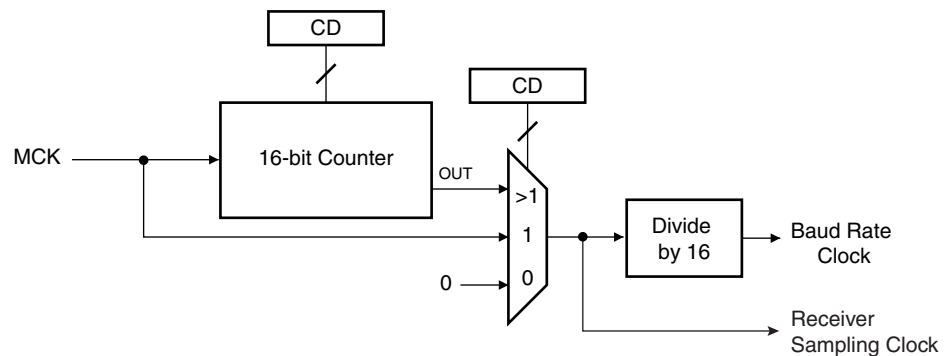 CD
CD
MCK
16-bit Counter
OUT
>1
1
0
0
Divide
by 16
Baud Rate
Clock
Receiver
Sampling Clock